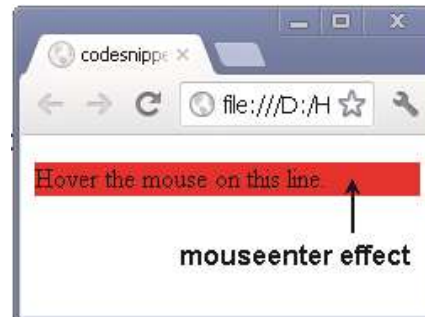 codesnippe
file:///D:/H
Hover the mouse on this line.
mouseenter effect